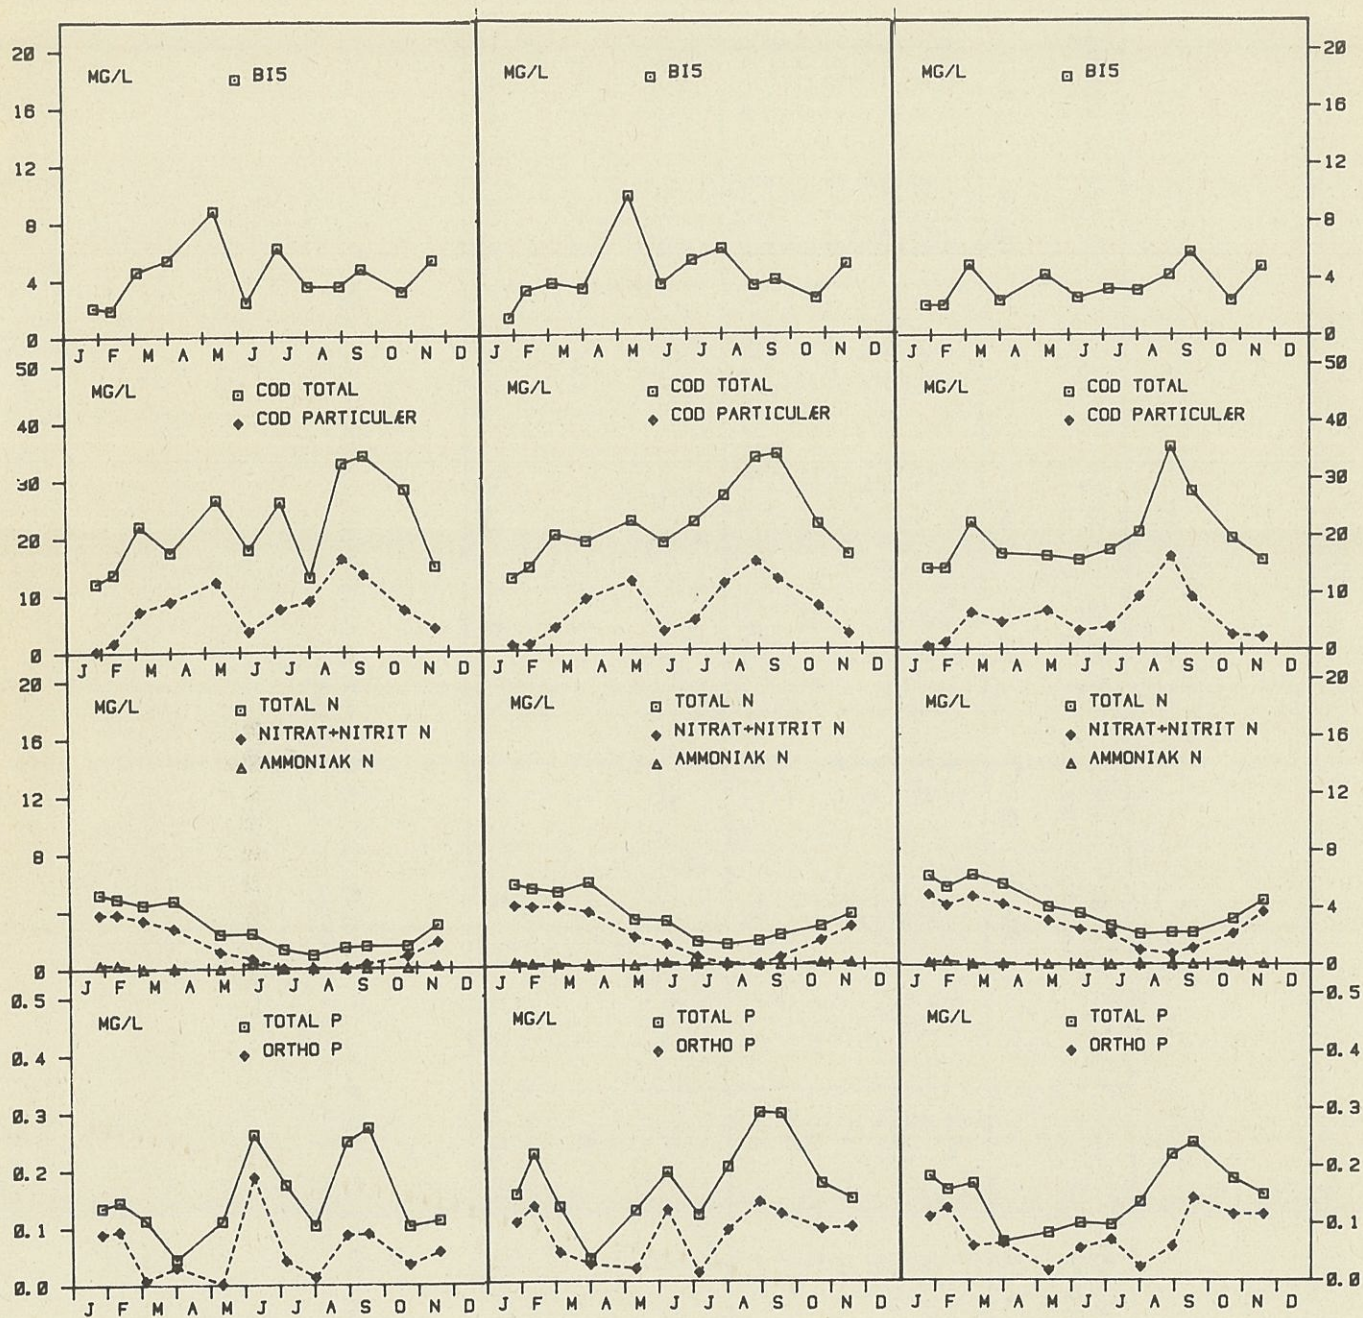 20 MG/L BI5 MG/L BI5 MG/L BI5 20
16 16
12 12
8 8
4 4
0 0
J F M A M J J A S O N D J F M A M J J A S O N D J F M A M J J A S O N D
50 MG/L COD TOTAL MG/L COD TOTAL MG/L COD TOTAL 50
COD PARTICULÆR COD PARTICULÆR COD PARTICULÆR
40 40
30 30
20 20
10 10
0 0
J F M A M J J A S O N D J F M A M J J A S O N D J F M A M J J A S O N D
20 MG/L TOTAL N MG/L TOTAL N MG/L TOTAL N 20
NITRAT+NITRIT N NITRAT+NITRIT N NITRAT+NITRIT N
16 16
AMMONIAK N AMMONIAK N AMMONIAK N
12 12
8 8
4
0 0
J F M A M J J A S O N D J F M A M J J A S O N D J F M A M J J A S O N D
0.5 MG/L TOTAL P MG/L TOTAL P MG/L TOTAL P 0.5
ORTHO P ORTHO P ORTHO P
0.4 0.4
0.3 0.3
0.2 0.2
0.1 0.1
0.0 0.0
J F M A M J J A S O N D J F M A M J J A S O N D J F M A M J J A S O N D